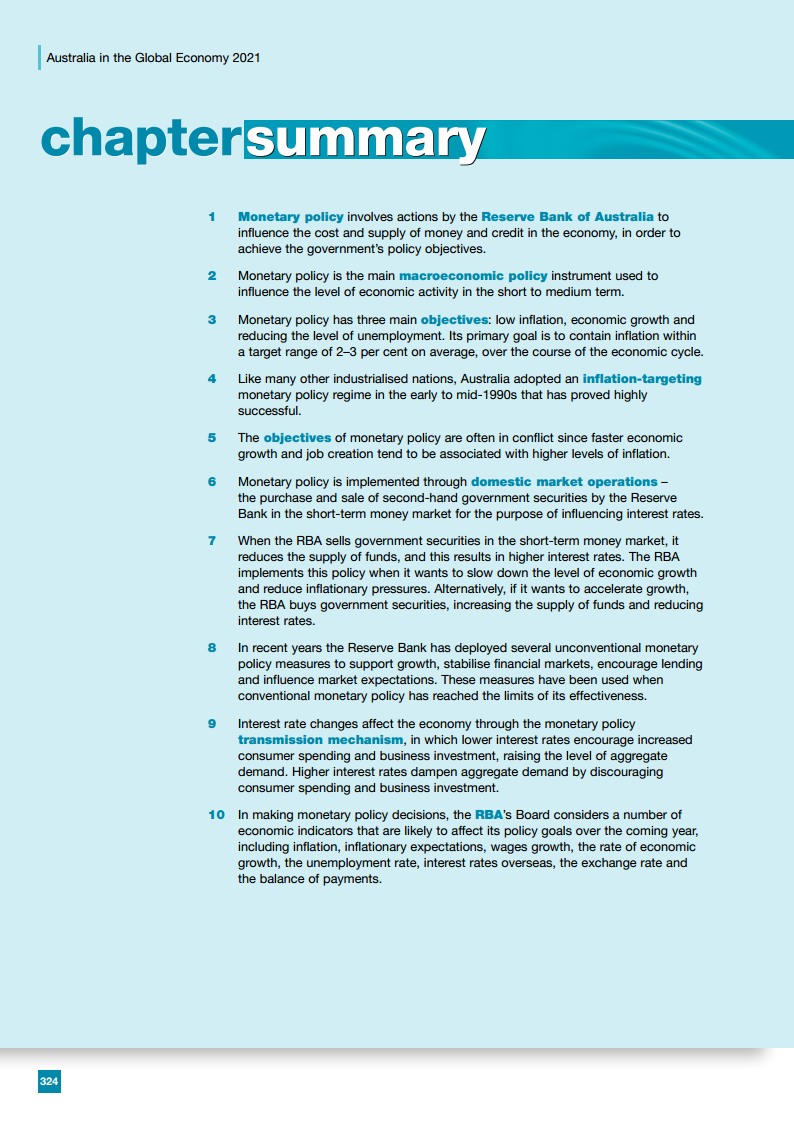 Australia in the Global Economy 2021
chaptersummary
1 Monetary policy involves actions by the Reserve Bank of Australia to
influence the cost and supply of money and credit in the economy, in order to
achieve the government's policy objectives.
2 Monetary policy is the main macroeconomic policy instrument used to
influence the level of economic activity in the short to medium term.
3 Monetary policy has three main objectives: low inflation, economic growth and
reducing the level of unemployment. Its primary goal is to contain inflation within
a target range of 2–3 per cent on average, over the course of the economic cycle.
4 Like many other industrialised nations, Australia adopted an inflation-targeting
monetary policy regime in the early to mid-1990s that has proved highly
successful.
5 The objectives of monetary policy are often in conflict since faster economic
growth and job creation tend to be associated with higher levels of inflation.
6 Monetary policy is implemented through domestic market operations –
the purchase and sale of second-hand government securities by the Reserve
Bank in the short-term money market for the purpose of influencing interest rates.
7 When the RBA sells government securities in the short-term money market, it
reduces the supply of funds, and this results in higher interest rates. The RBA
implements this policy when it wants to slow down the level of economic growth
and reduce inflationary pressures. Alternatively, if it wants to accelerate growth,
the RBA buys government securities, increasing the supply of funds and reducing
interest rates.
8 In recent years the Reserve Bank has deployed several unconventional monetary
policy measures to support growth, stabilise financial markets, encourage lending
and influence market expectations. These measures have been used when
conventional monetary policy has reached the limits of its effectiveness.
9 Interest rate changes affect the economy through the monetary policy
transmission mechanism, in which lower interest rates encourage increased
consumer spending and business investment, raising the level of aggregate
demand. Higher interest rates dampen aggregate demand by discouraging
consumer spending and business investment.
10 In making monetary policy decisions, the RBA's Board considers a number of
economic indicators that are likely to affect its policy goals over the coming year,
including inflation, inflationary expectations, wages growth, the rate of economic
growth, the unemployment rate, interest rates overseas, the exchange rate and
the balance of payments.
324